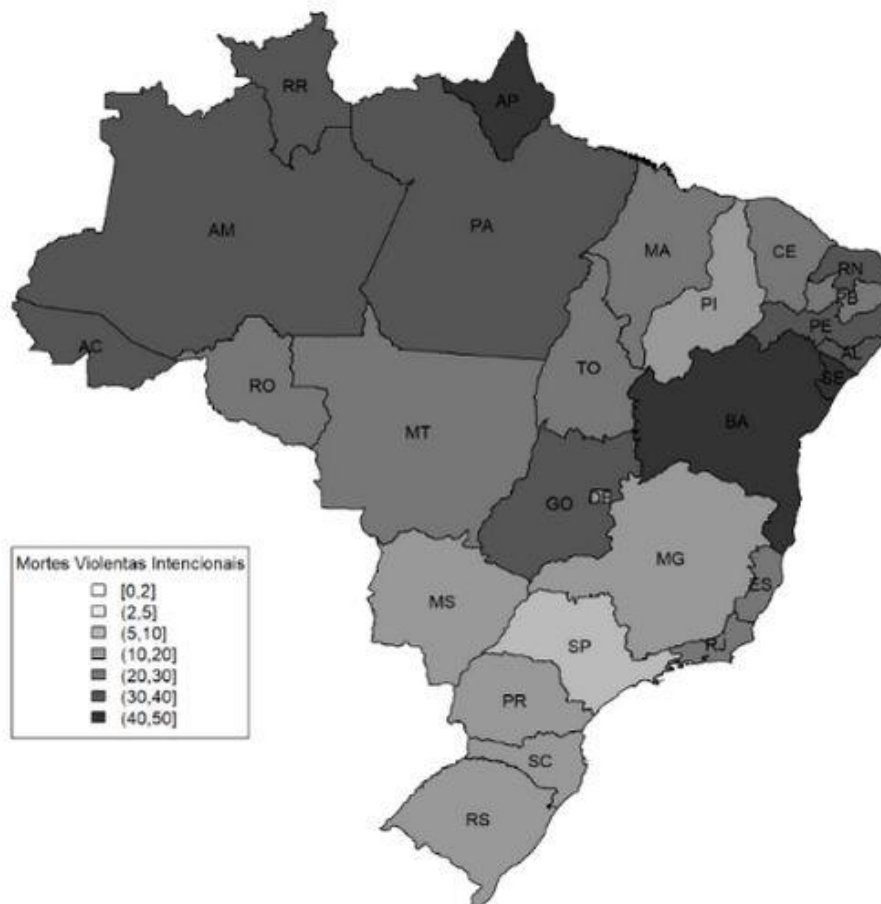 RR
AP
AM
PA
MA
CE
RN
PB
PI
PE
AC
AL
TO
SE
RO
BA
MT
DF
GO
MG
ES
MS
SP
RJ
PR
SC
RS
Mortes Violentas Intencionais
[0,2]
(2,5]
(5,10]
(10,20]
(20,30]
(30,40]
(40,50]